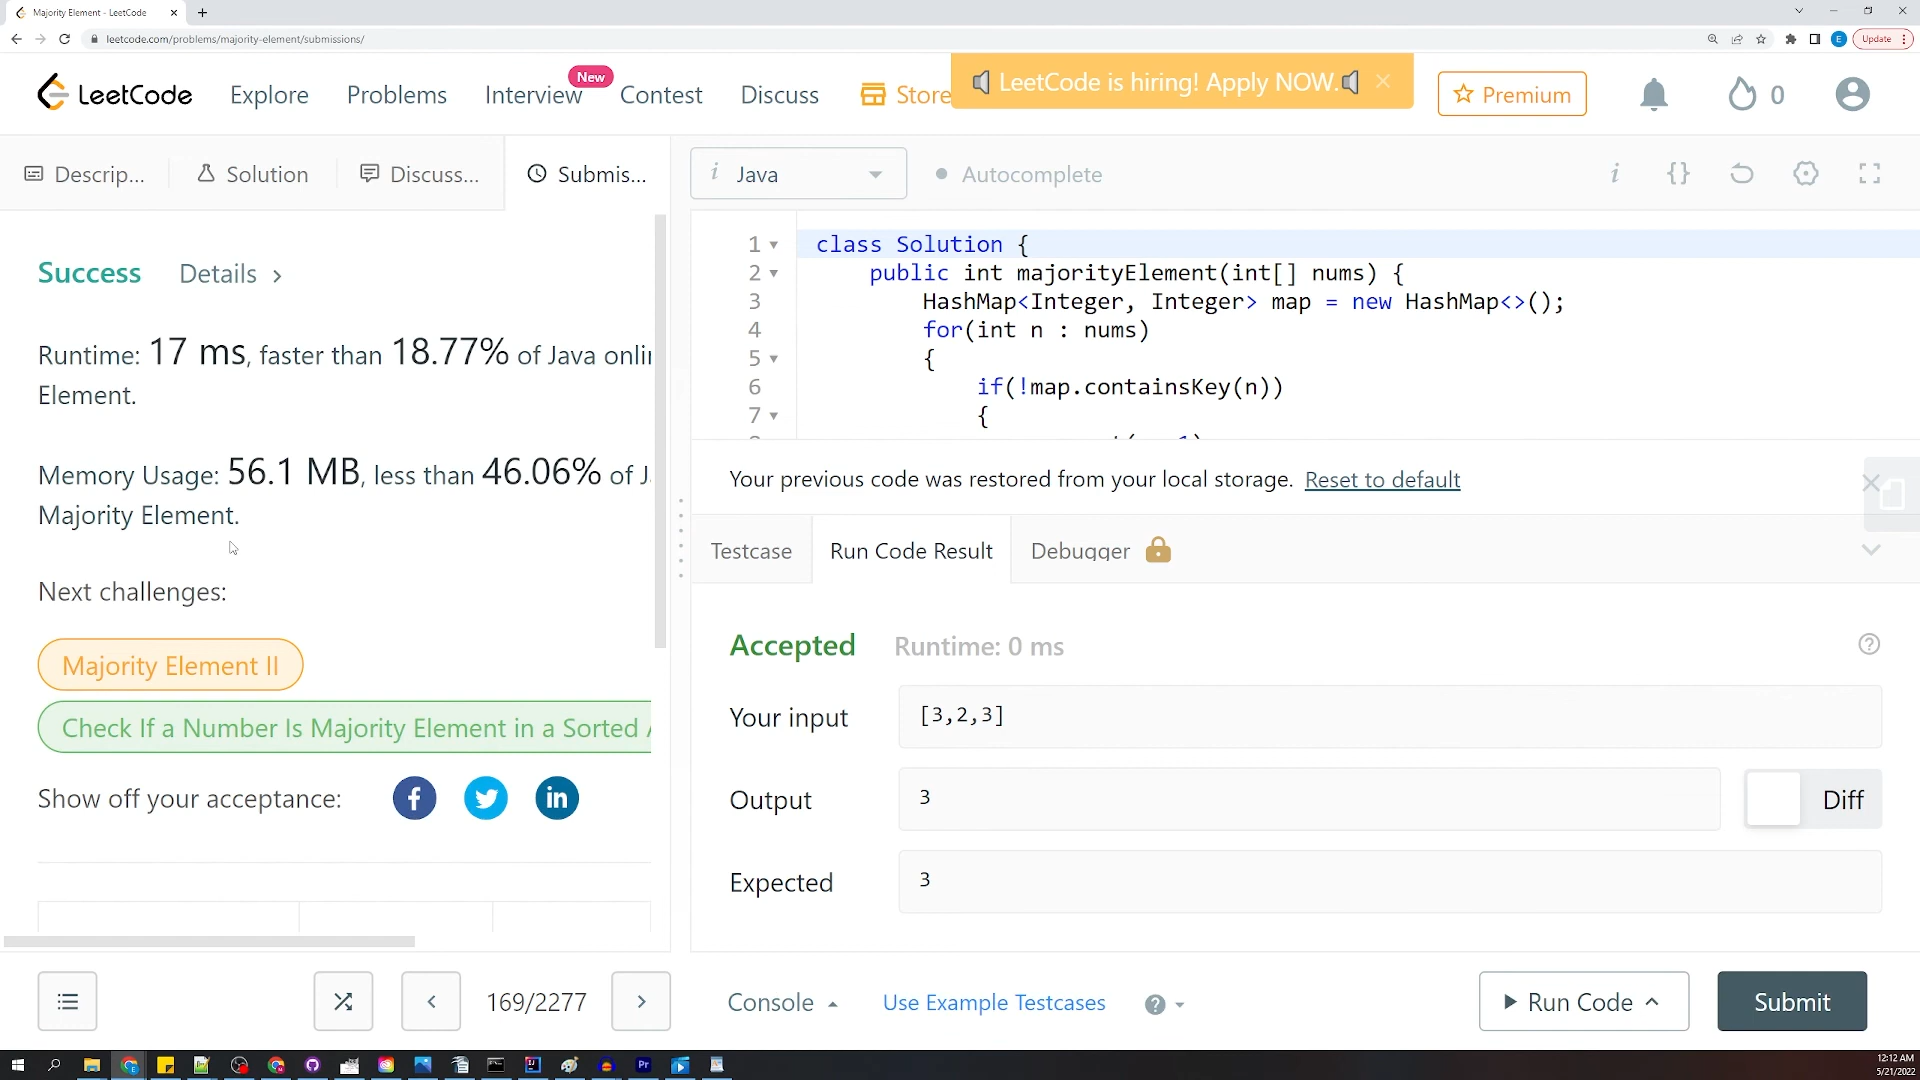 Majority Element - LeetCode
leetcode.com/problems/majority-element/submissions/
E
Update
LeetCode
Explore
Problems
Interview
New
Contest
Discuss
Store
LeetCode is hiring! Apply NOW.
Premium
0
Descrip...
Solution
Discuss...
Submis...
i Java
Autocomplete
i
{}
Success
Details
Runtime: 17 ms, faster than 18.77% of Java onli
Element.
Memory Usage: 56.1 MB, less than 46.06% of J
Majority Element.
Next challenges:
Majority Element II
Check If a Number Is Majority Element in a Sorted A
Show off your acceptance:
1 class Solution {
2 public int majorityElement(int[] nums) {
3 HashMap<Integer, Integer> map = new HashMap<>();
4 for(int n : nums)
5 {
6 if(!map.containsKey(n))
7 {
Your previous code was restored from your local storage. Reset to default
Testcase
Run Code Result
Debugger
Accepted
Runtime: 0 ms
Your input
[3,2,3]
Output
3
Diff
Expected
3
169/2277
Console
Use Example Testcases
Run Code
Submit
12:12 AM
5/21/2022